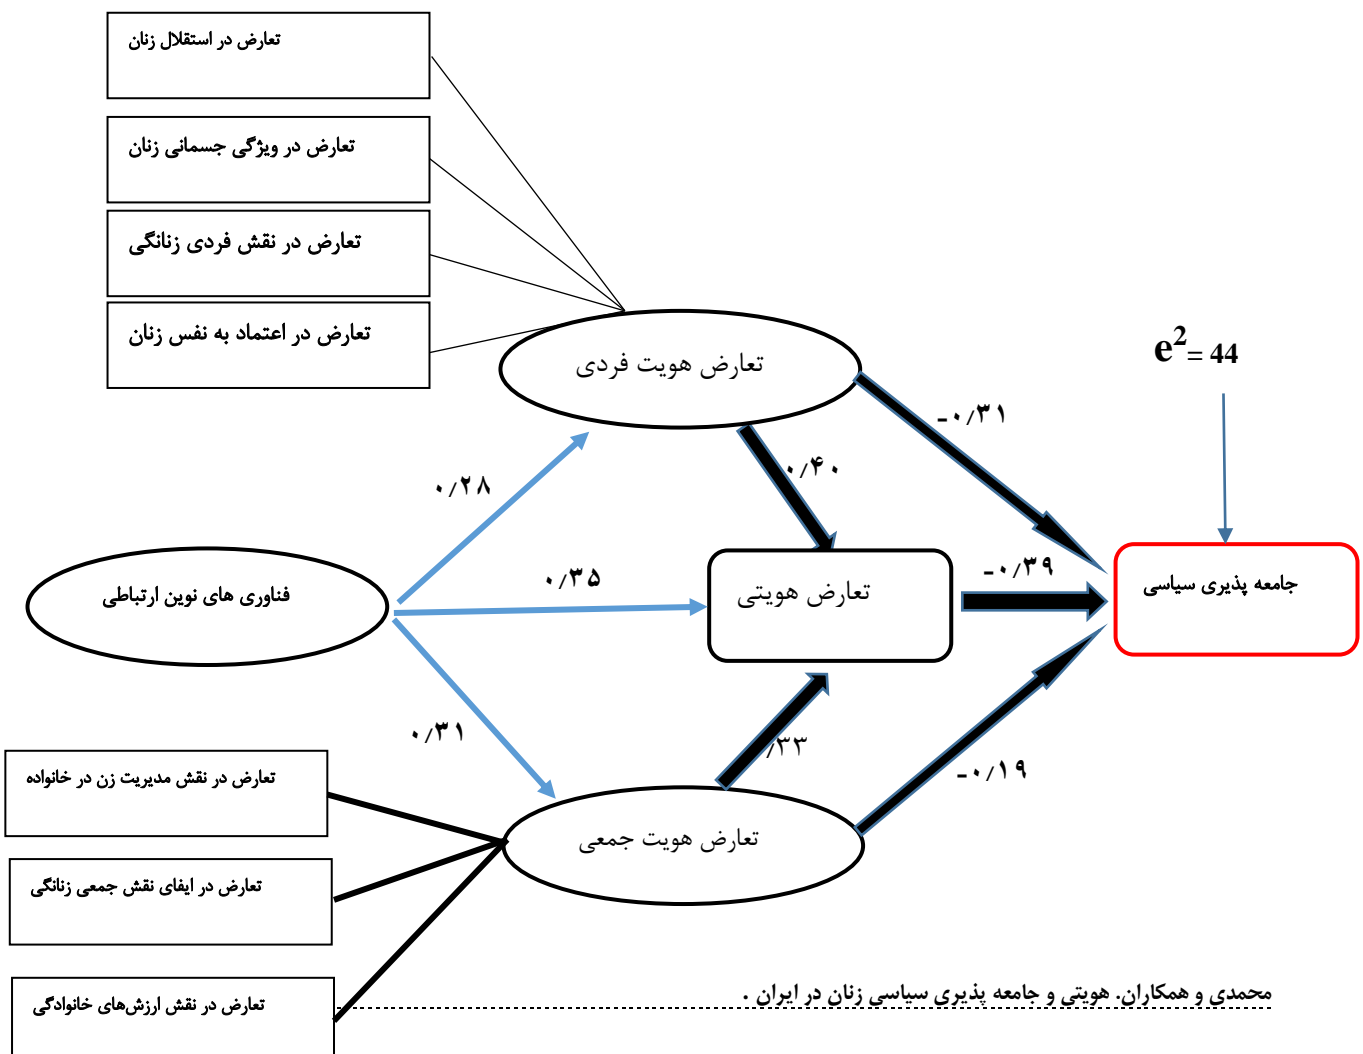 تعارض در استقلال زنان
تعارض در ویژگی جسمانی زنان
تعارض در نقش فردی زنانگی
تعارض در اعتماد به نفس زنان
تعارض هویت فردی
e2= 44
-۰/۳۱
۰/۴۰
۰/۲۸
۰/۳۵
-۰/۳۹
فناوری های نوین ارتباطی
تعارض هویتی
جامعه پذیری سیاسی
۰/۳۱
/۳۳
-۰/۱۹
تعارض در نقش مدیریت زن در خانواده
تعارض هویت جمعی
تعارض در ایفای نقش جمعی زنانگی
تعارض در نقش ارزش‌های خانوادگی
محمدی و همکاران. هویتی و جامعه پذیری سیاسی زنان در ایران .